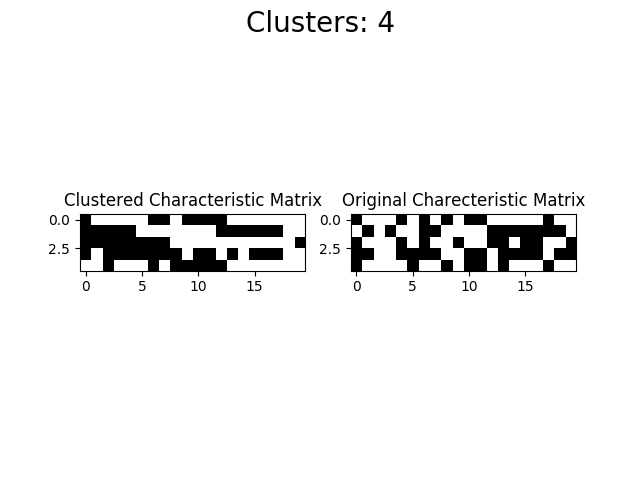 Clusters: 4
Clustered Characteristic Matrix
Original Charecteristic Matrix
0.0
2.5
0 5 10 15
0.0
2.5
0 5 10 15